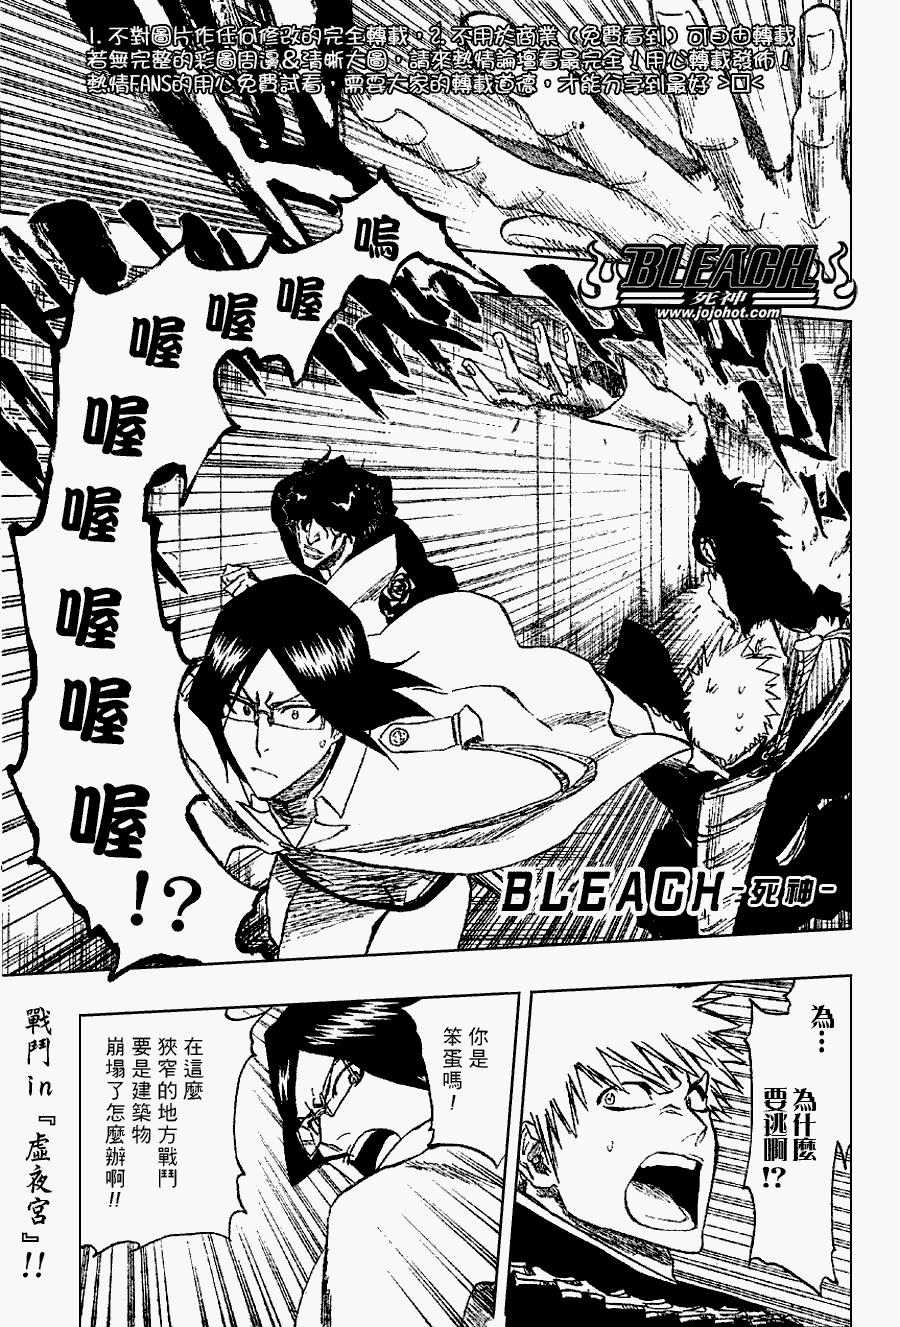 1. 不對圖片作任何修改的完全轉載，2. 不用於商業（免費看到）可自由轉載
若無完整的彩圖周邊&清晰大圖，請來熱情論壇看最完全！用心轉載發佈！
熱情FANS的用心免費試看，需要大家的轉載道德，才能分享到最好 >□<
BLEACH
死神
www.jojohot.com
嗚喔喔喔喔喔喔喔喔!?
BLEACH-死神-
為…
為什麼
要逃啊!?
你是
笨蛋嗎!
在這麼
狹窄的地方戰鬥
要是建築物
崩塌了怎麼辦啊!!
戰鬥in『虛夜宮』!!